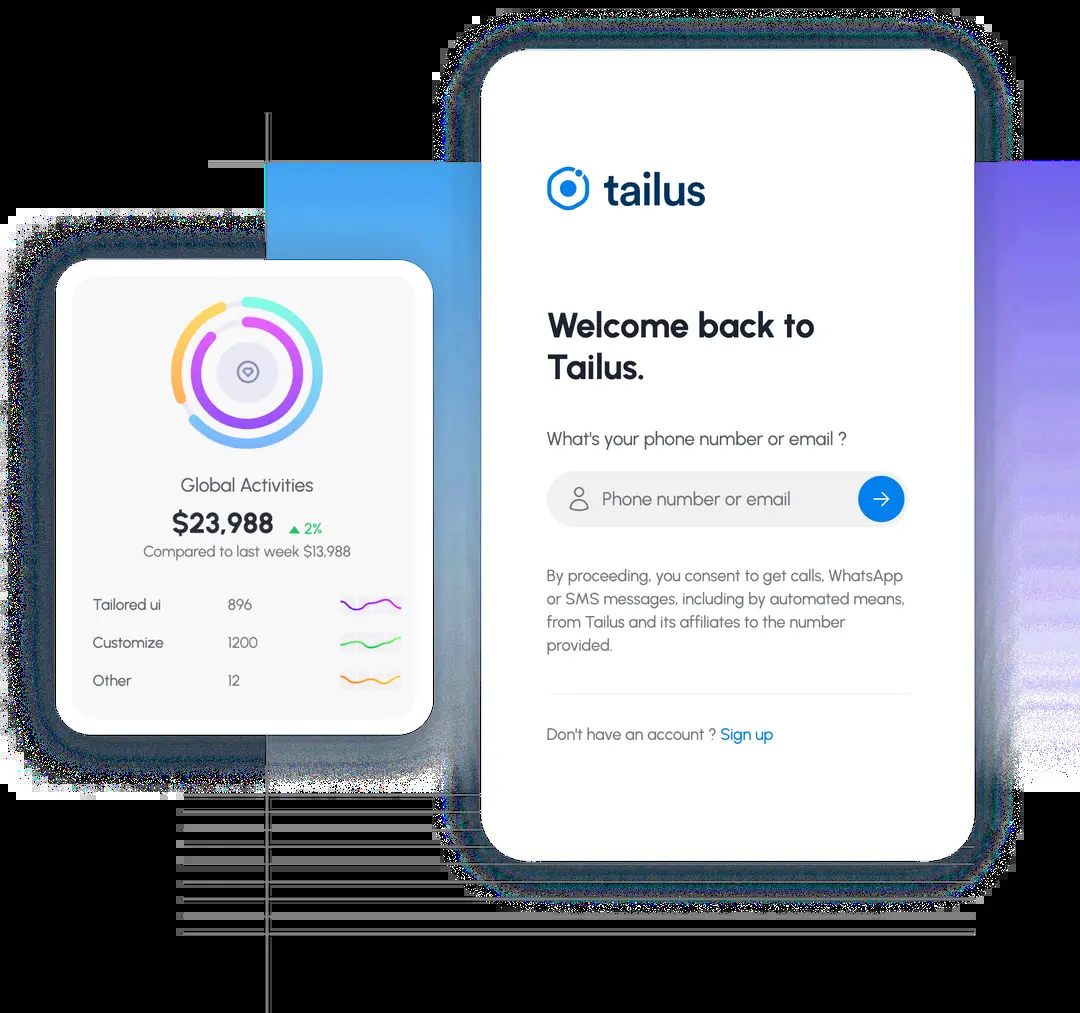 tailus
Welcome back to
Tailus.
What's your phone number or email ?
Phone number or email
By proceeding, you consent to get calls, WhatsApp
or SMS messages, including by automated means,
from Tailus and its affiliates to the number
provided.
Don't have an account ? Sign up
Global Activities
$23,988 ▲ 2%
Compared to last week $13,988
Tailored ui 896
Customize 1200
Other 12